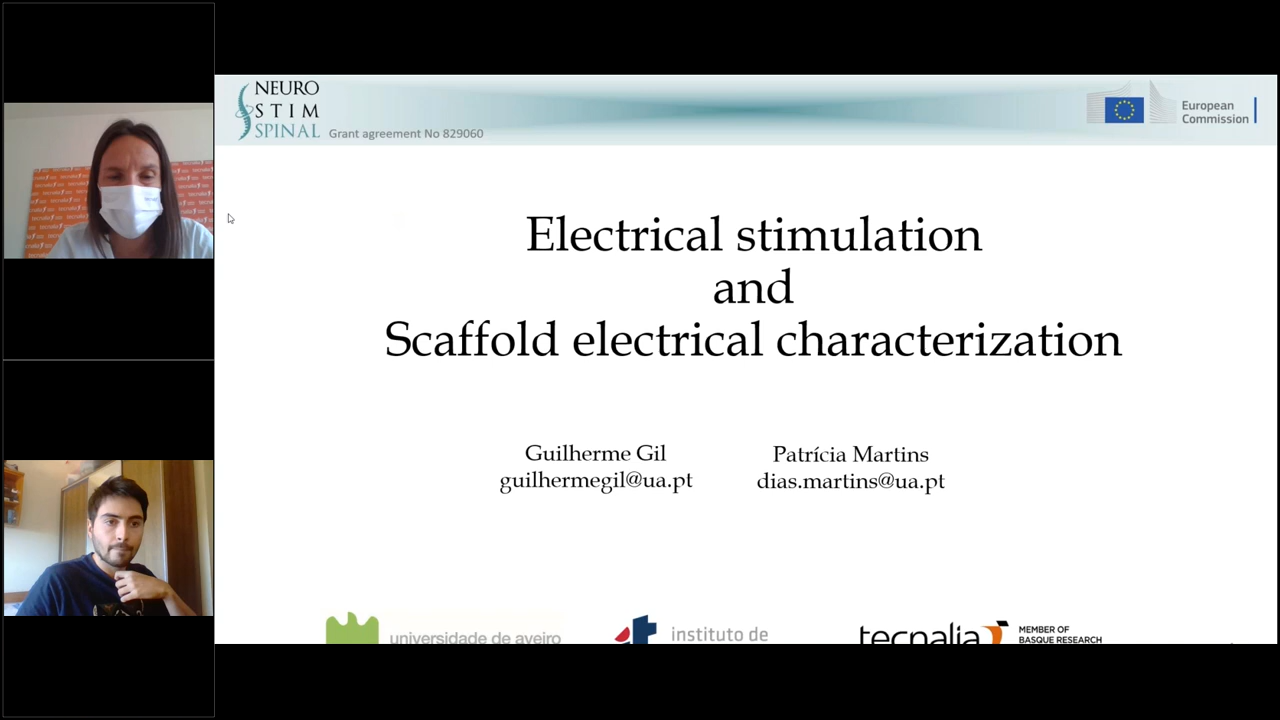 NEURO
STIM
SPINAL
Grant agreement No 829060
European
Commission
Electrical stimulation
and
Scaffold electrical characterization
Guilherme Gil
guilhermegil@ua.pt
Patrícia Martins
dias.martins@ua.pt
universidade de aveiro
instituto de
tecnalia
MEMBER OF
BASQUE RESEARCH
tecnalia